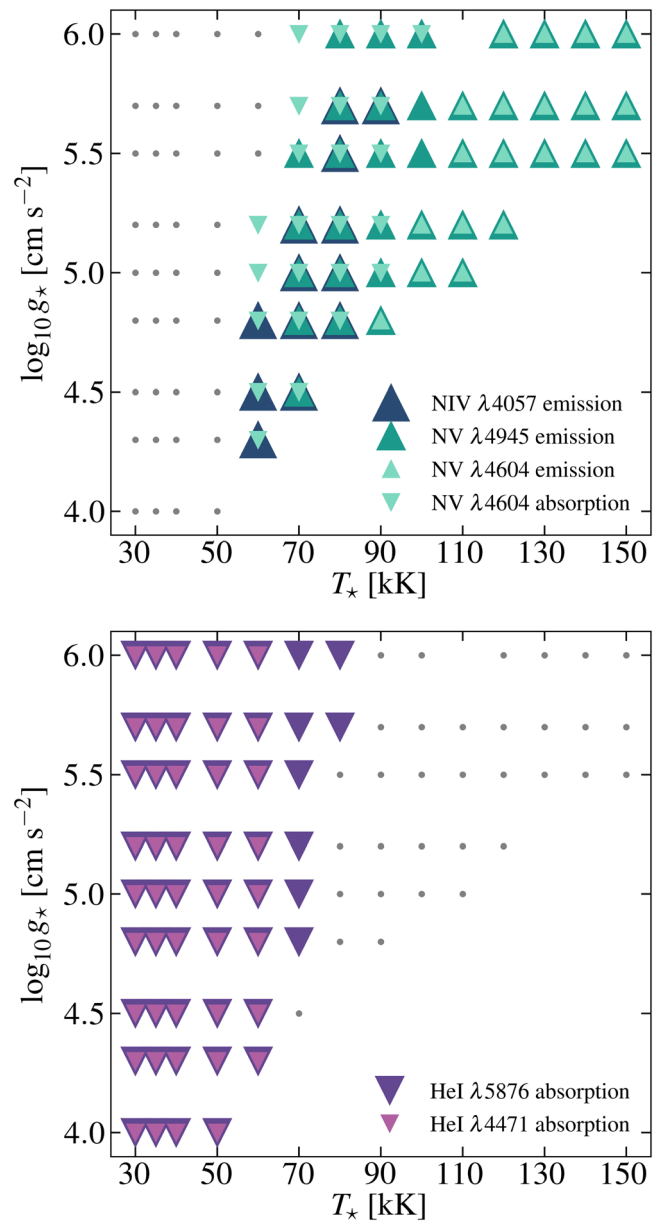 6.0
5.5
5.0
4.5
4.0
log₁₀ g⋆ [cm s⁻²]
NIV λ4057 emission
NV λ4945 emission
NV λ4604 emission
NV λ4604 absorption
30 50 70 90 110 130 150
T⋆ [kK]
6.0
5.5
5.0
4.5
4.0
log₁₀ g⋆ [cm s⁻²]
HeI λ5876 absorption
HeI λ4471 absorption
30 50 70 90 110 130 150
T⋆ [kK]